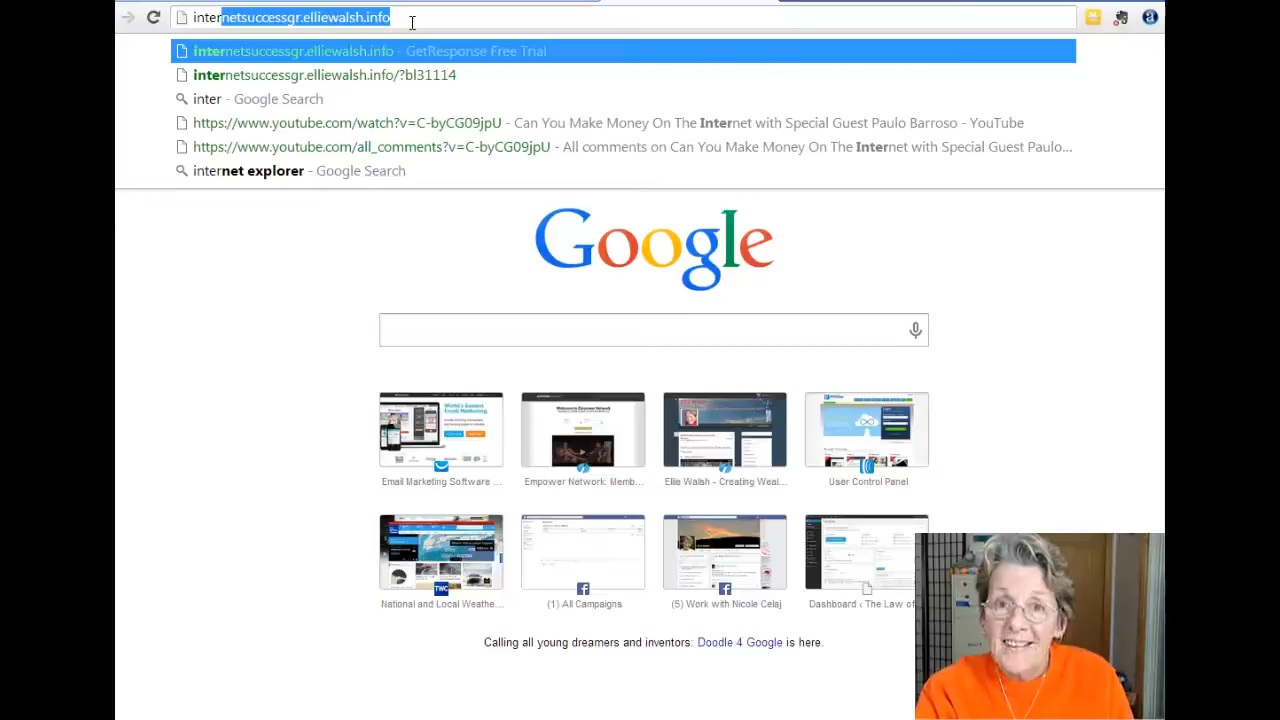 internetsuccessgr.elliewalsh.info
internetsuccessgr.elliewalsh.info - GetResponse Free Trial
internetsuccessgr.elliewalsh.info/?bl31114
inter - Google Search
https://www.youtube.com/watch?v=C-byCG09jpU - Can You Make Money On The Internet with Special Guest Paulo Barroso - YouTube
https://www.youtube.com/all_comments?v=C-byCG09jpU - All comments on Can You Make Money On The Internet with Special Guest Paulo...
internet explorer - Google Search
Google
Email Marketing Software ...
Empower Network: Memb...
Ellie Walsh - Creating Weal...
User Control Panel
National and Local Weathe...
(1) All Campaigns
(5) Work with Nicole Celaj
Dashboard ‹ The Law of
Calling all young dreamers and inventors: Doodle 4 Google is here.